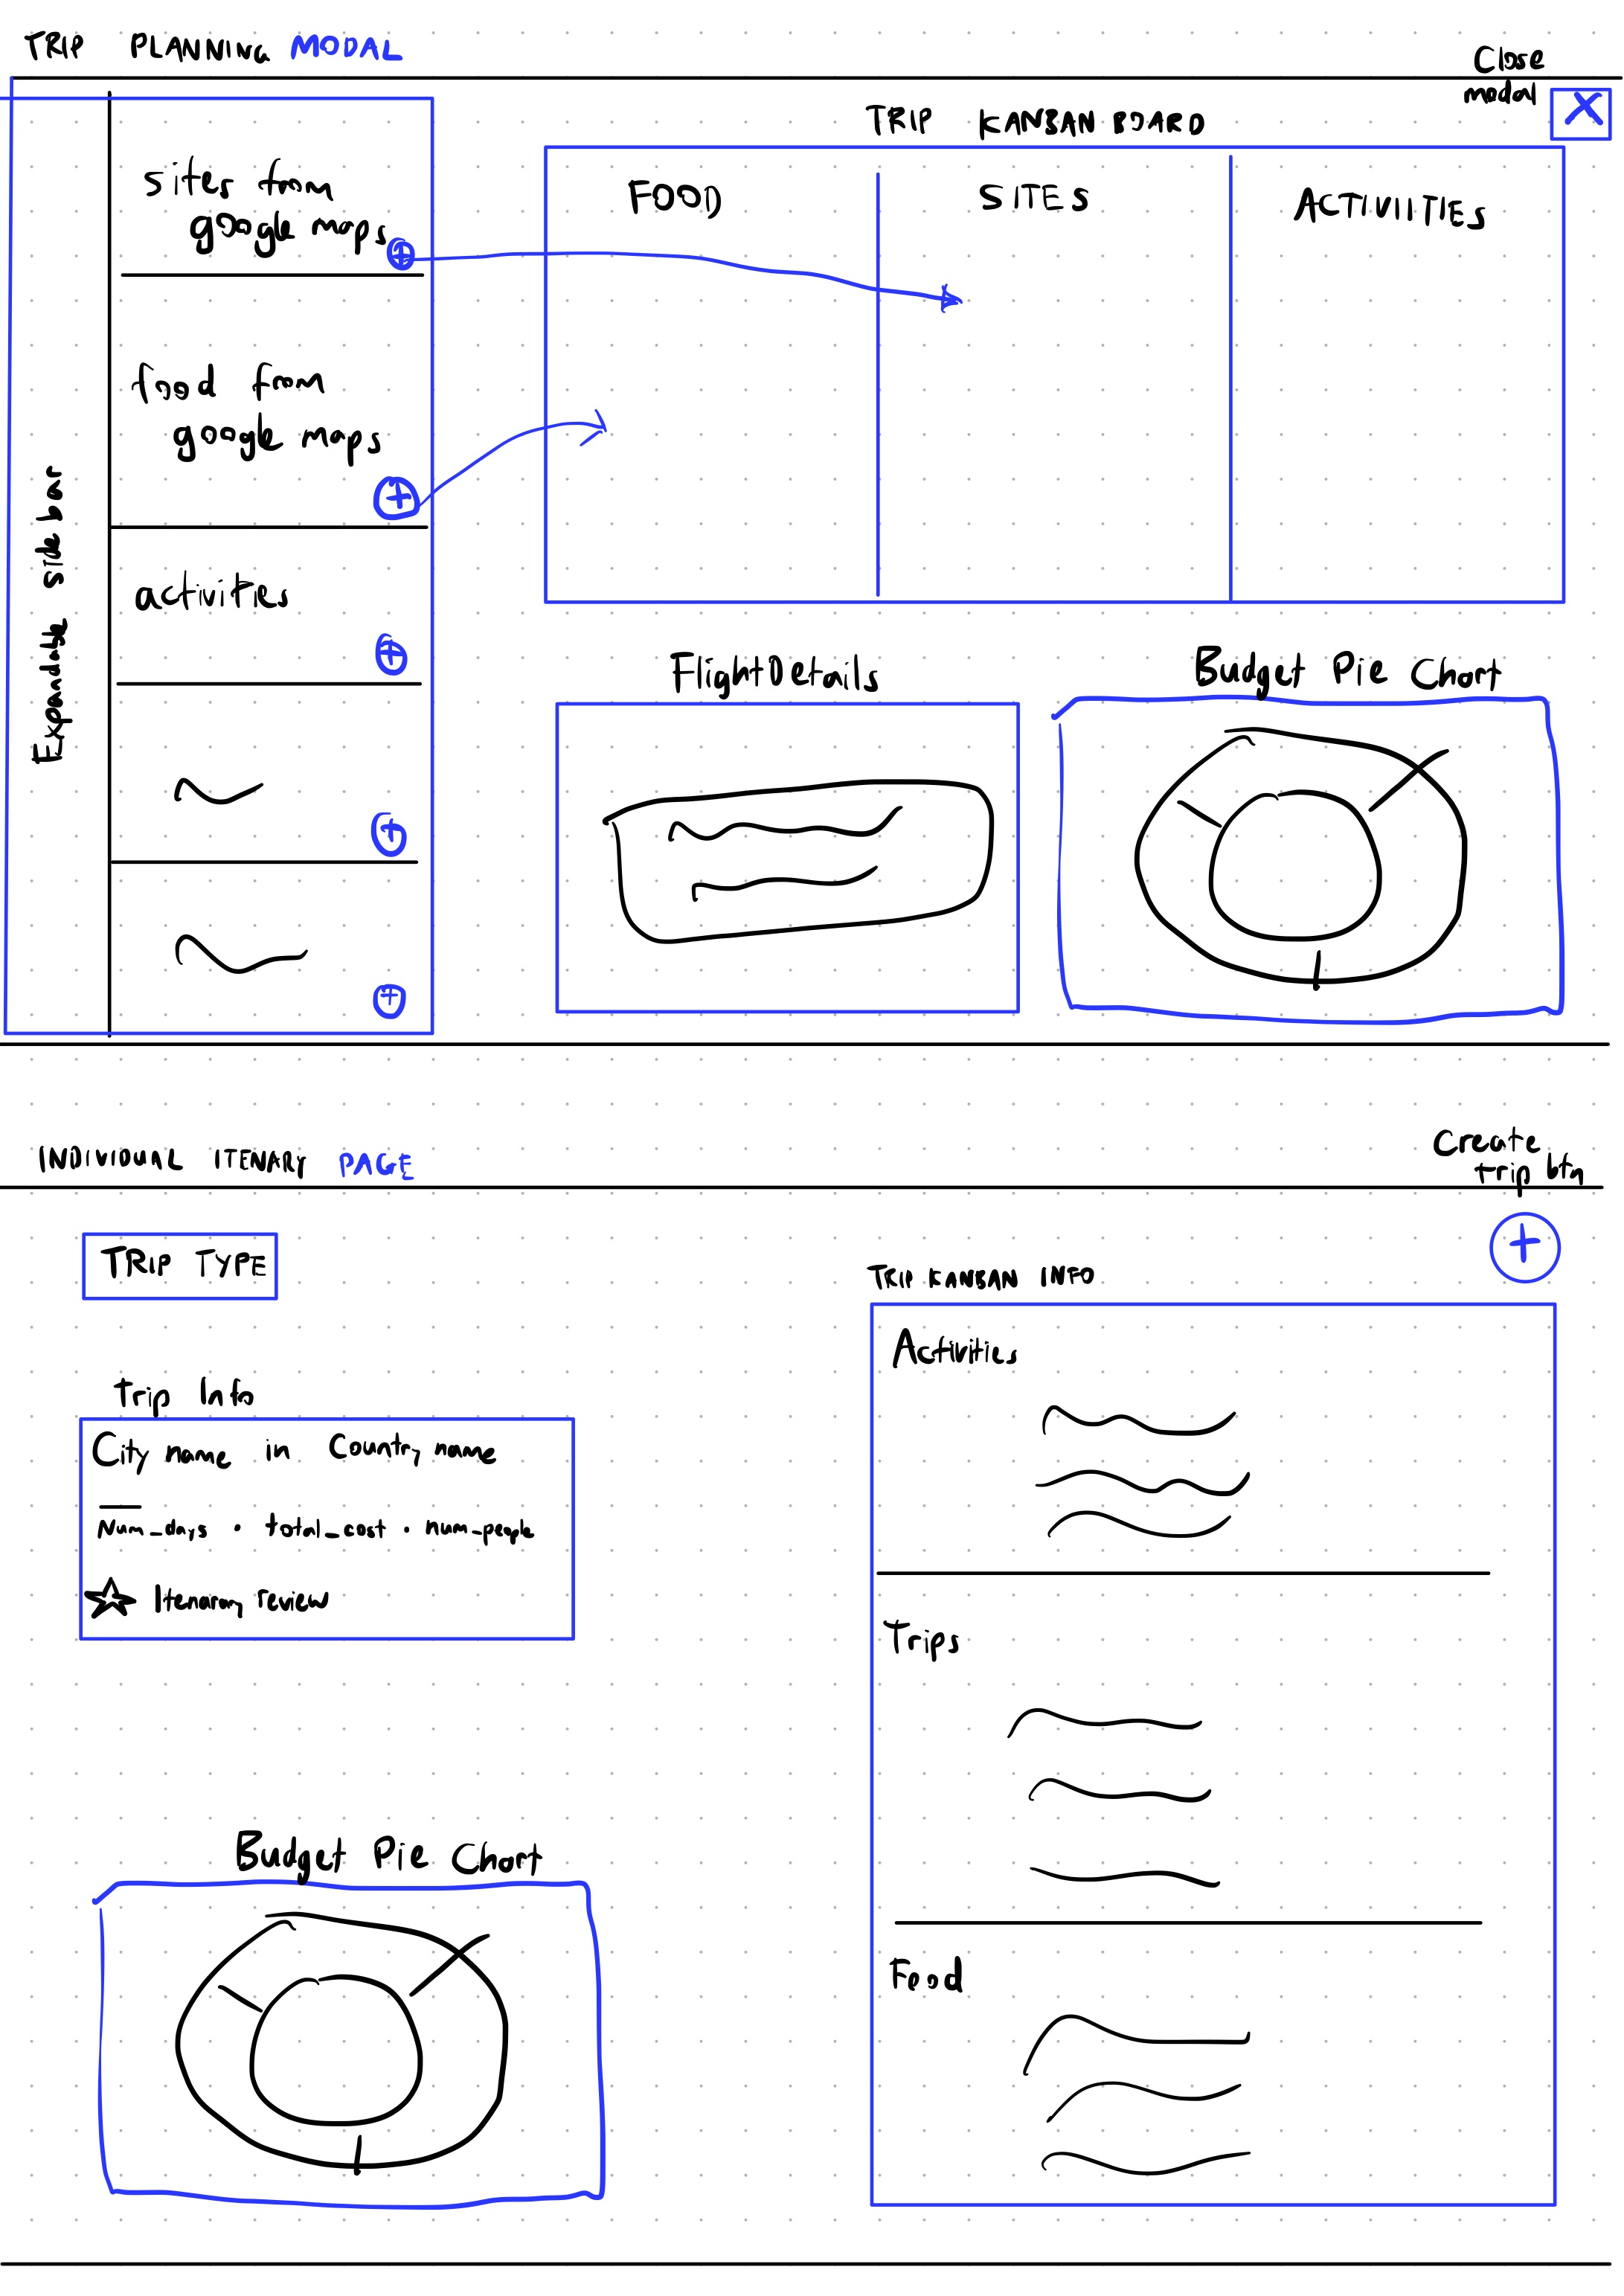 TRIP PLANNING MODAL
Close
modal
X
TRIP KANBAN BOARD
sites from
google maps
+
FOOD
SITES
ACTIVITIES
food from
google maps
+
Expandable side bar
activities
+
+
+
FlightDetails
Budget Pie Chart
INDIVIDUAL ITENARY PAGE
Create
trip btn
+
TRIP TYPE
TRIP KANBAN INFO
Trip Info
City name in Country name
Num_days · total_cost · num_people
Itenarary review
Activities
Trips
Food
Budget Pie Chart